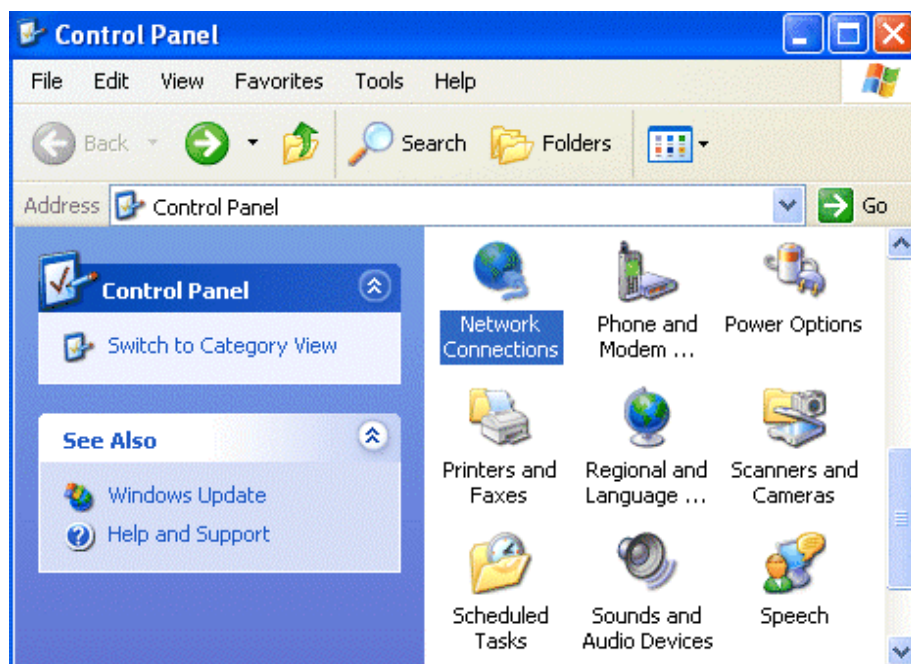 Control Panel
File Edit View Favorites Tools Help
Back Search Folders
Address Control Panel Go
Control Panel
Switch to Category View
See Also
Windows Update
Help and Support
Network
Connections
Phone and
Modem ...
Power Options
Printers and
Faxes
Regional and
Language ...
Scanners and
Cameras
Scheduled
Tasks
Sounds and
Audio Devices
Speech